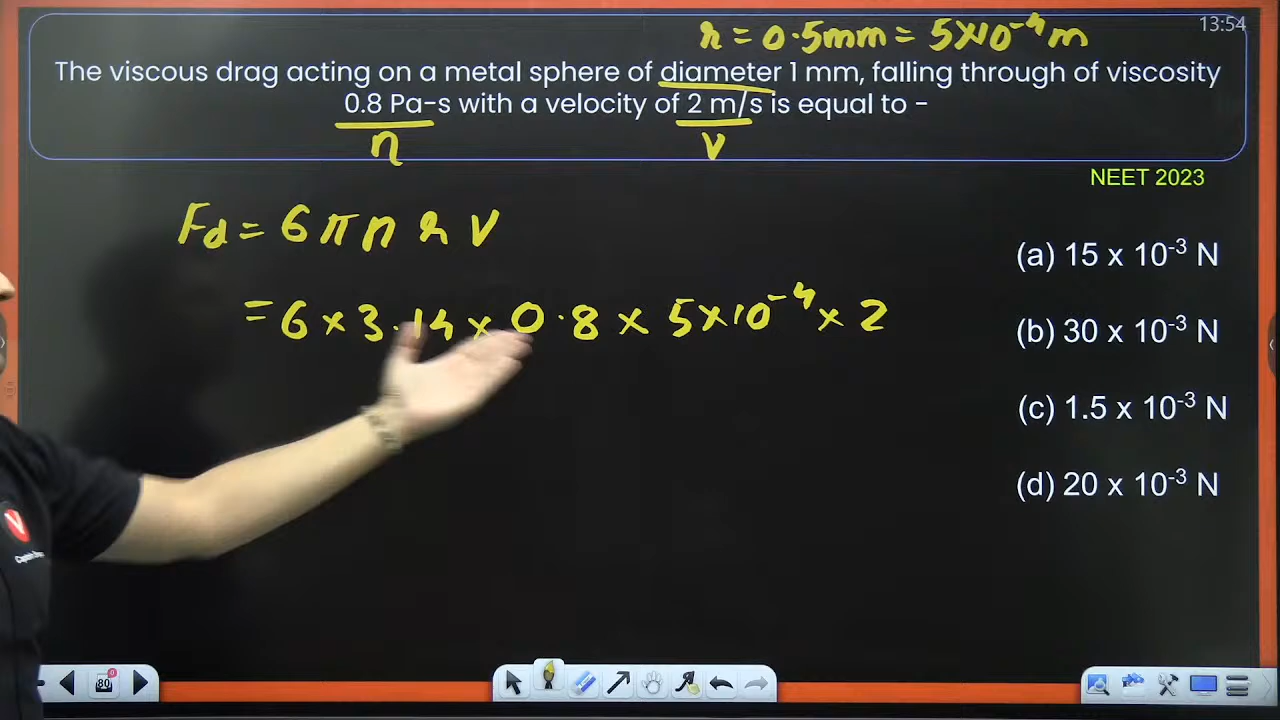 r = 0.5mm = 5×10⁻⁴m
13:54
The viscous drag acting on a metal sphere of diameter 1 mm, falling through of viscosity
0.8 Pa-s with a velocity of 2 m/s is equal to -
η
v
NEET 2023
Fd = 6πηrv
= 6 × 3.14 × 0.8 × 5×10⁻⁴ × 2
(a) 15 x 10⁻³ N
(b) 30 x 10⁻³ N
(c) 1.5 x 10⁻³ N
(d) 20 x 10⁻³ N
V
80